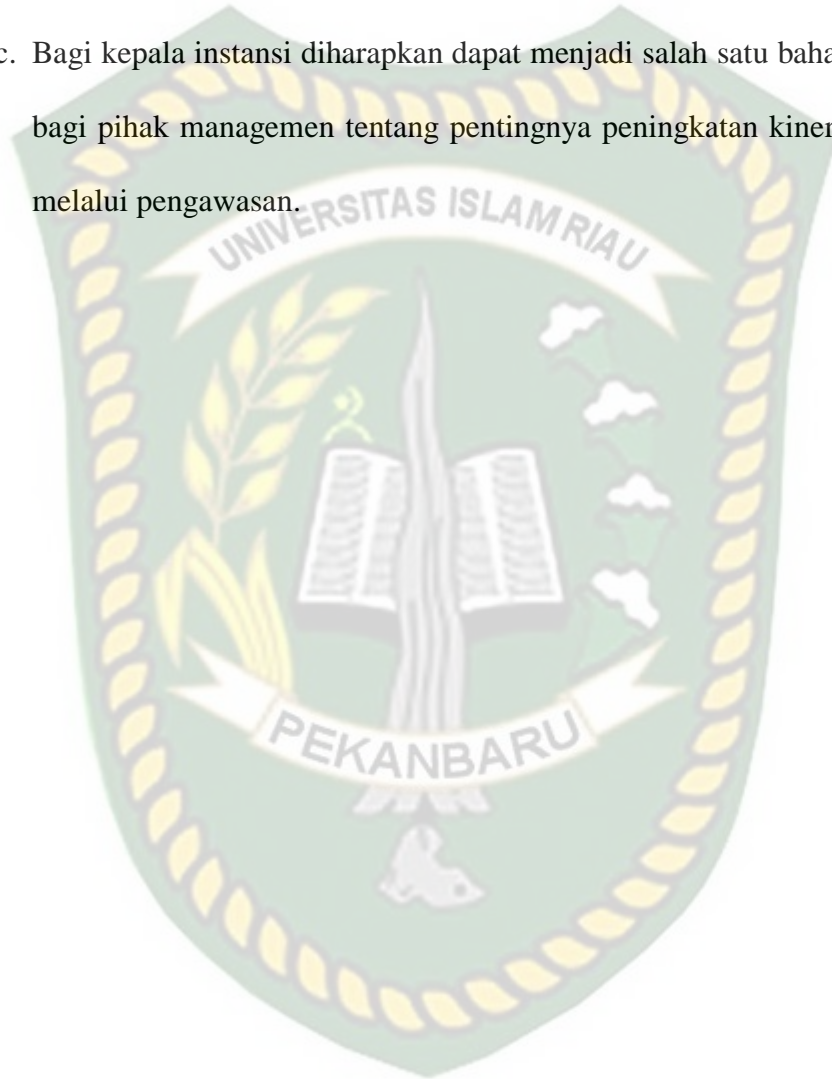 c. Bagi kepala instansi diharapkan dapat menjadi salah satu baha
bagi pihak managemen tentang pentingnya peningkatan kiner
melalui pengawasan.
UNIVERSITAS ISLAM RIAU
PEKANBARU